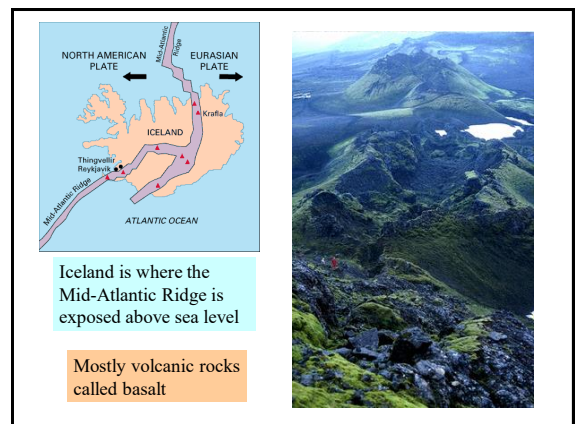 Mid-Atlantic
Ridge
NORTH AMERICAN
PLATE
EURASIAN
PLATE
Krafla
ICELAND
Thingvellir
Reykjavik
Mid-Atlantic Ridge
ATLANTIC OCEAN
Iceland is where the
Mid-Atlantic Ridge is
exposed above sea level
Mostly volcanic rocks
called basalt